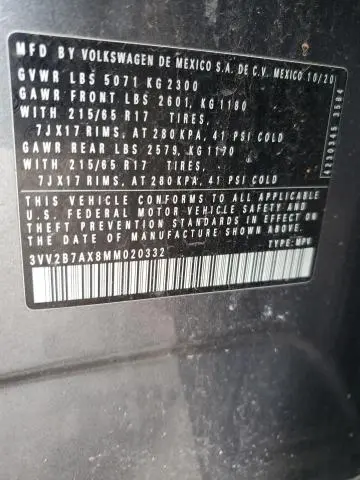 MFD BY VOLKSWAGEN DE MEXICO S.A. DE C.V. MEXICO 10/20
GVWR LBS 5071 KG 2300
GAWR FRONT LBS 2601, KG 1180
WITH 215/65 R17 TIRES,
7JX17 RIMS, AT 280 KPA, 41 PSI COLD
GAWR REAR LBS 2579, KG 1170
WITH 215/65 R17 TIRES,
7JX17 RIMS, AT 280KPA, 41 PSI COLD
THIS VEHICLE CONFORMS TO ALL APPLICABLE
U.S. FEDERAL MOTOR VEHICLE SAFETY AND
THEFT PREVENTION STANDARDS IN EFFECT ON
THE DATE OF MANUFACTURE SHOWN ABOVE.
3VV2B7AX8MM020332 TYPE: MPV